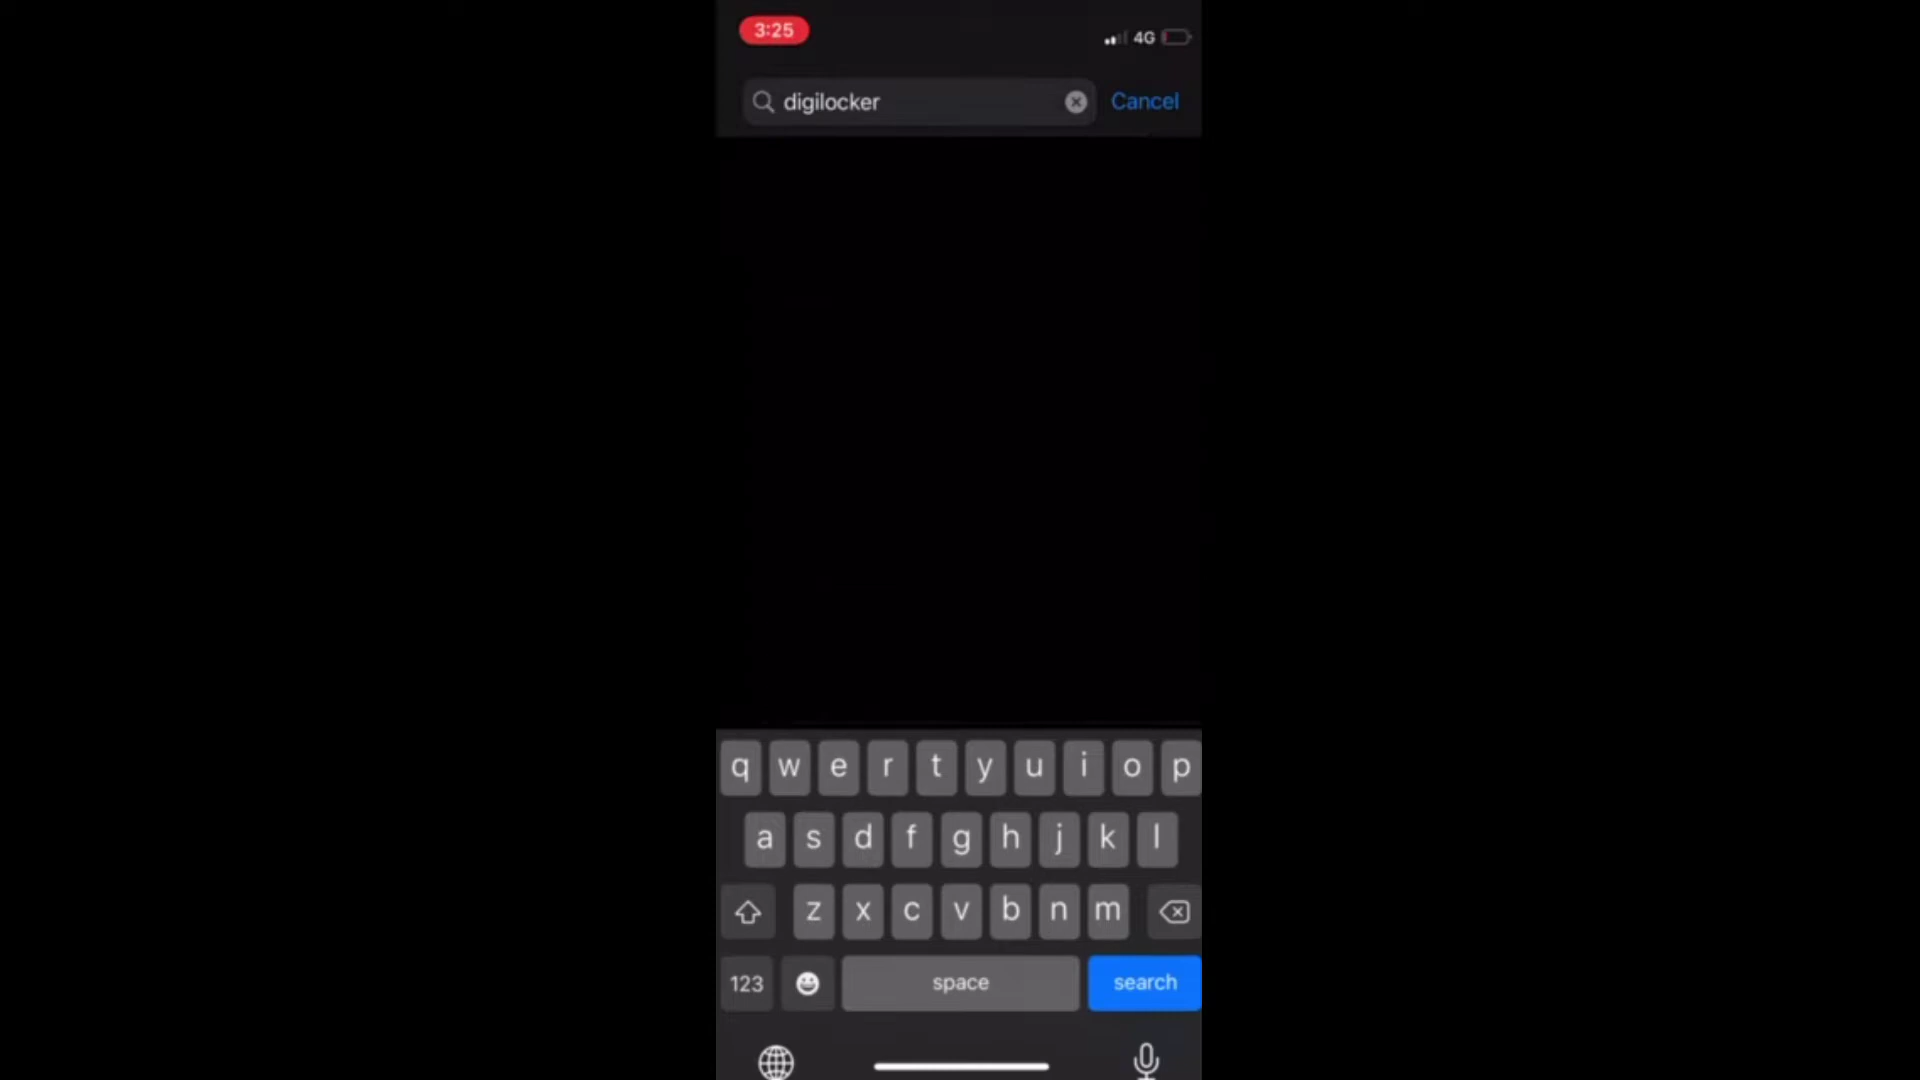 3:25
4G
digilocker
Cancel
q w e r t y u i o p
a s d f g h j k l
z x c v b n m
123
space
search